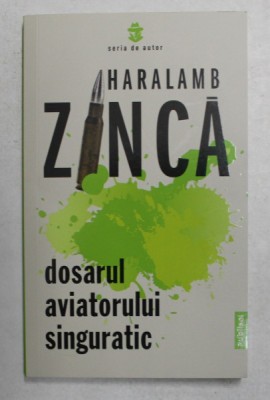 seria de autor
HARALAMB
ZINCĂ
dosarul
aviatorului
singuratic